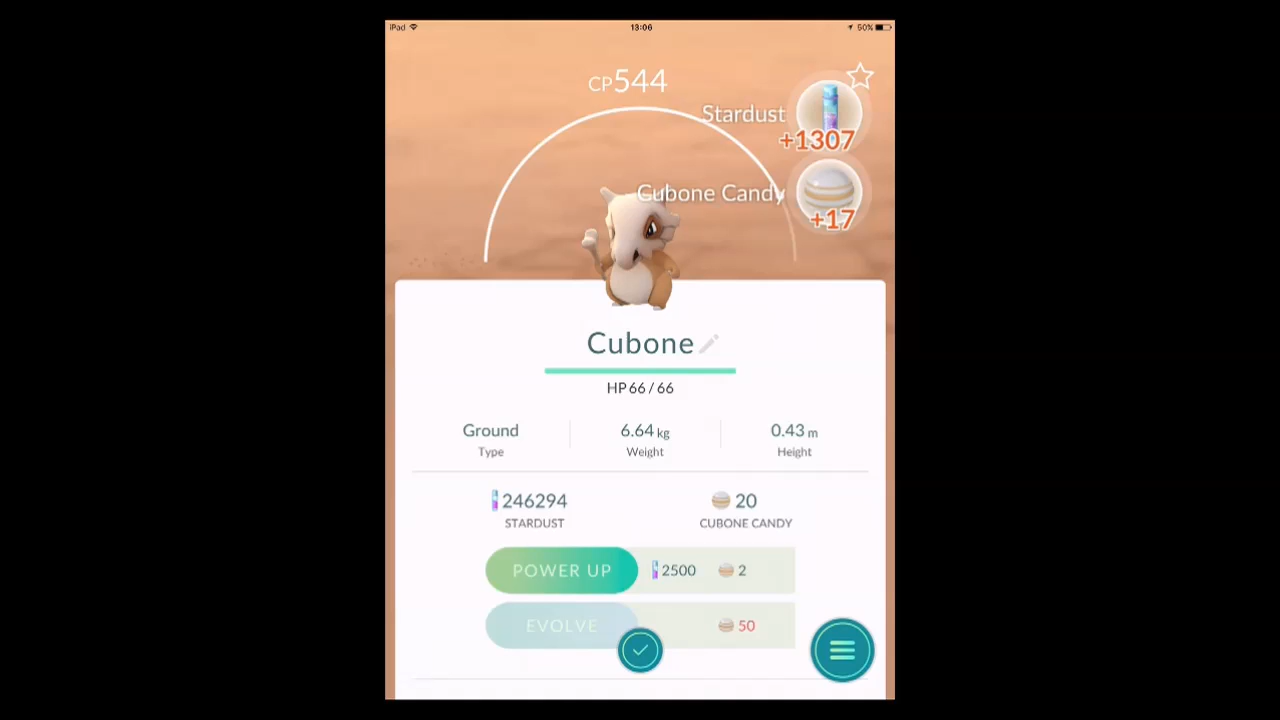 iPad 13:06 50%
CP544
Stardust
+1307
Cubone Candy
+17
Cubone
HP 66 / 66
Ground 6.64 kg 0.43 m
Type Weight Height
246294 20
STARDUST CUBONE CANDY
POWER UP 2500 2
EVOLVE 50